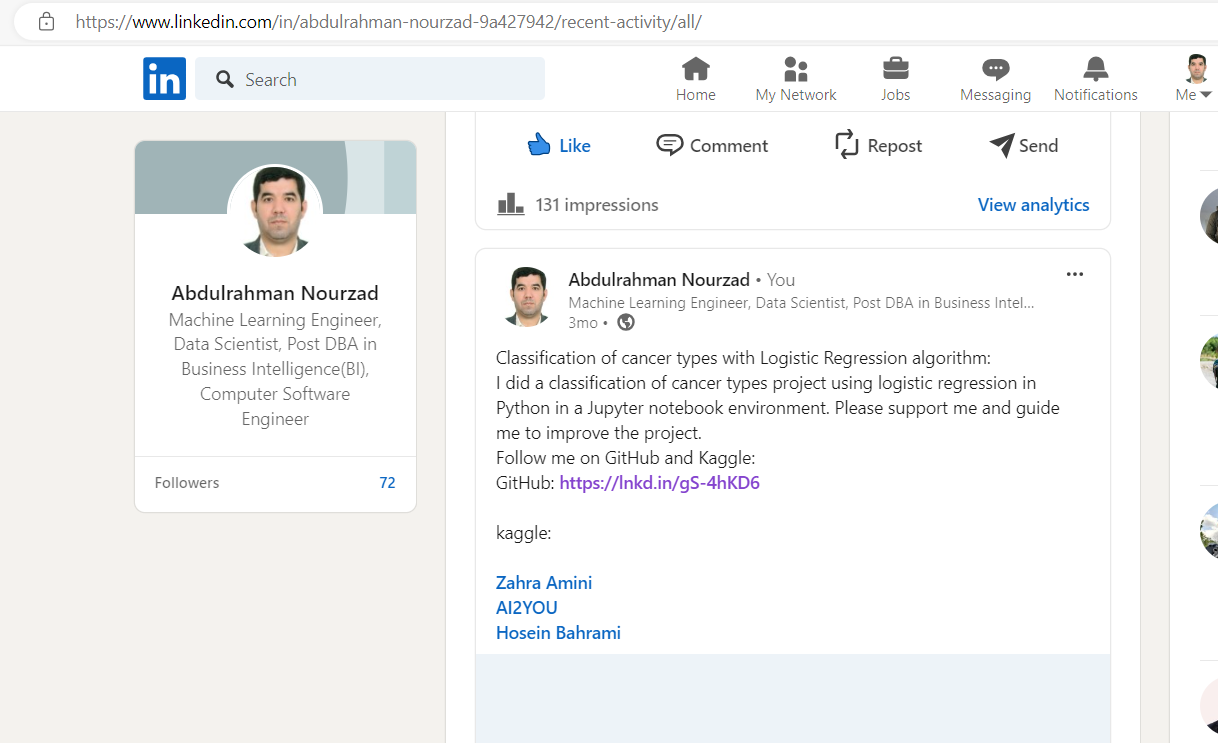 https://www.linkedin.com/in/abdulrahman-nourzad-9a427942/recent-activity/all/
in
Search
Home
My Network
Jobs
Messaging
Notifications
Me
Abdulrahman Nourzad
Machine Learning Engineer,
Data Scientist, Post DBA in
Business Intelligence(BI),
Computer Software
Engineer
Followers 72
Like
Comment
Repost
Send
131 impressions
View analytics
Abdulrahman Nourzad • You
Machine Learning Engineer, Data Scientist, Post DBA in Business Intel...
3mo •
Classification of cancer types with Logistic Regression algorithm:
I did a classification of cancer types project using logistic regression in
Python in a Jupyter notebook environment. Please support me and guide
me to improve the project.
Follow me on GitHub and Kaggle:
GitHub: https://lnkd.in/gS-4hKD6
kaggle:
Zahra Amini
AI2YOU
Hosein Bahrami